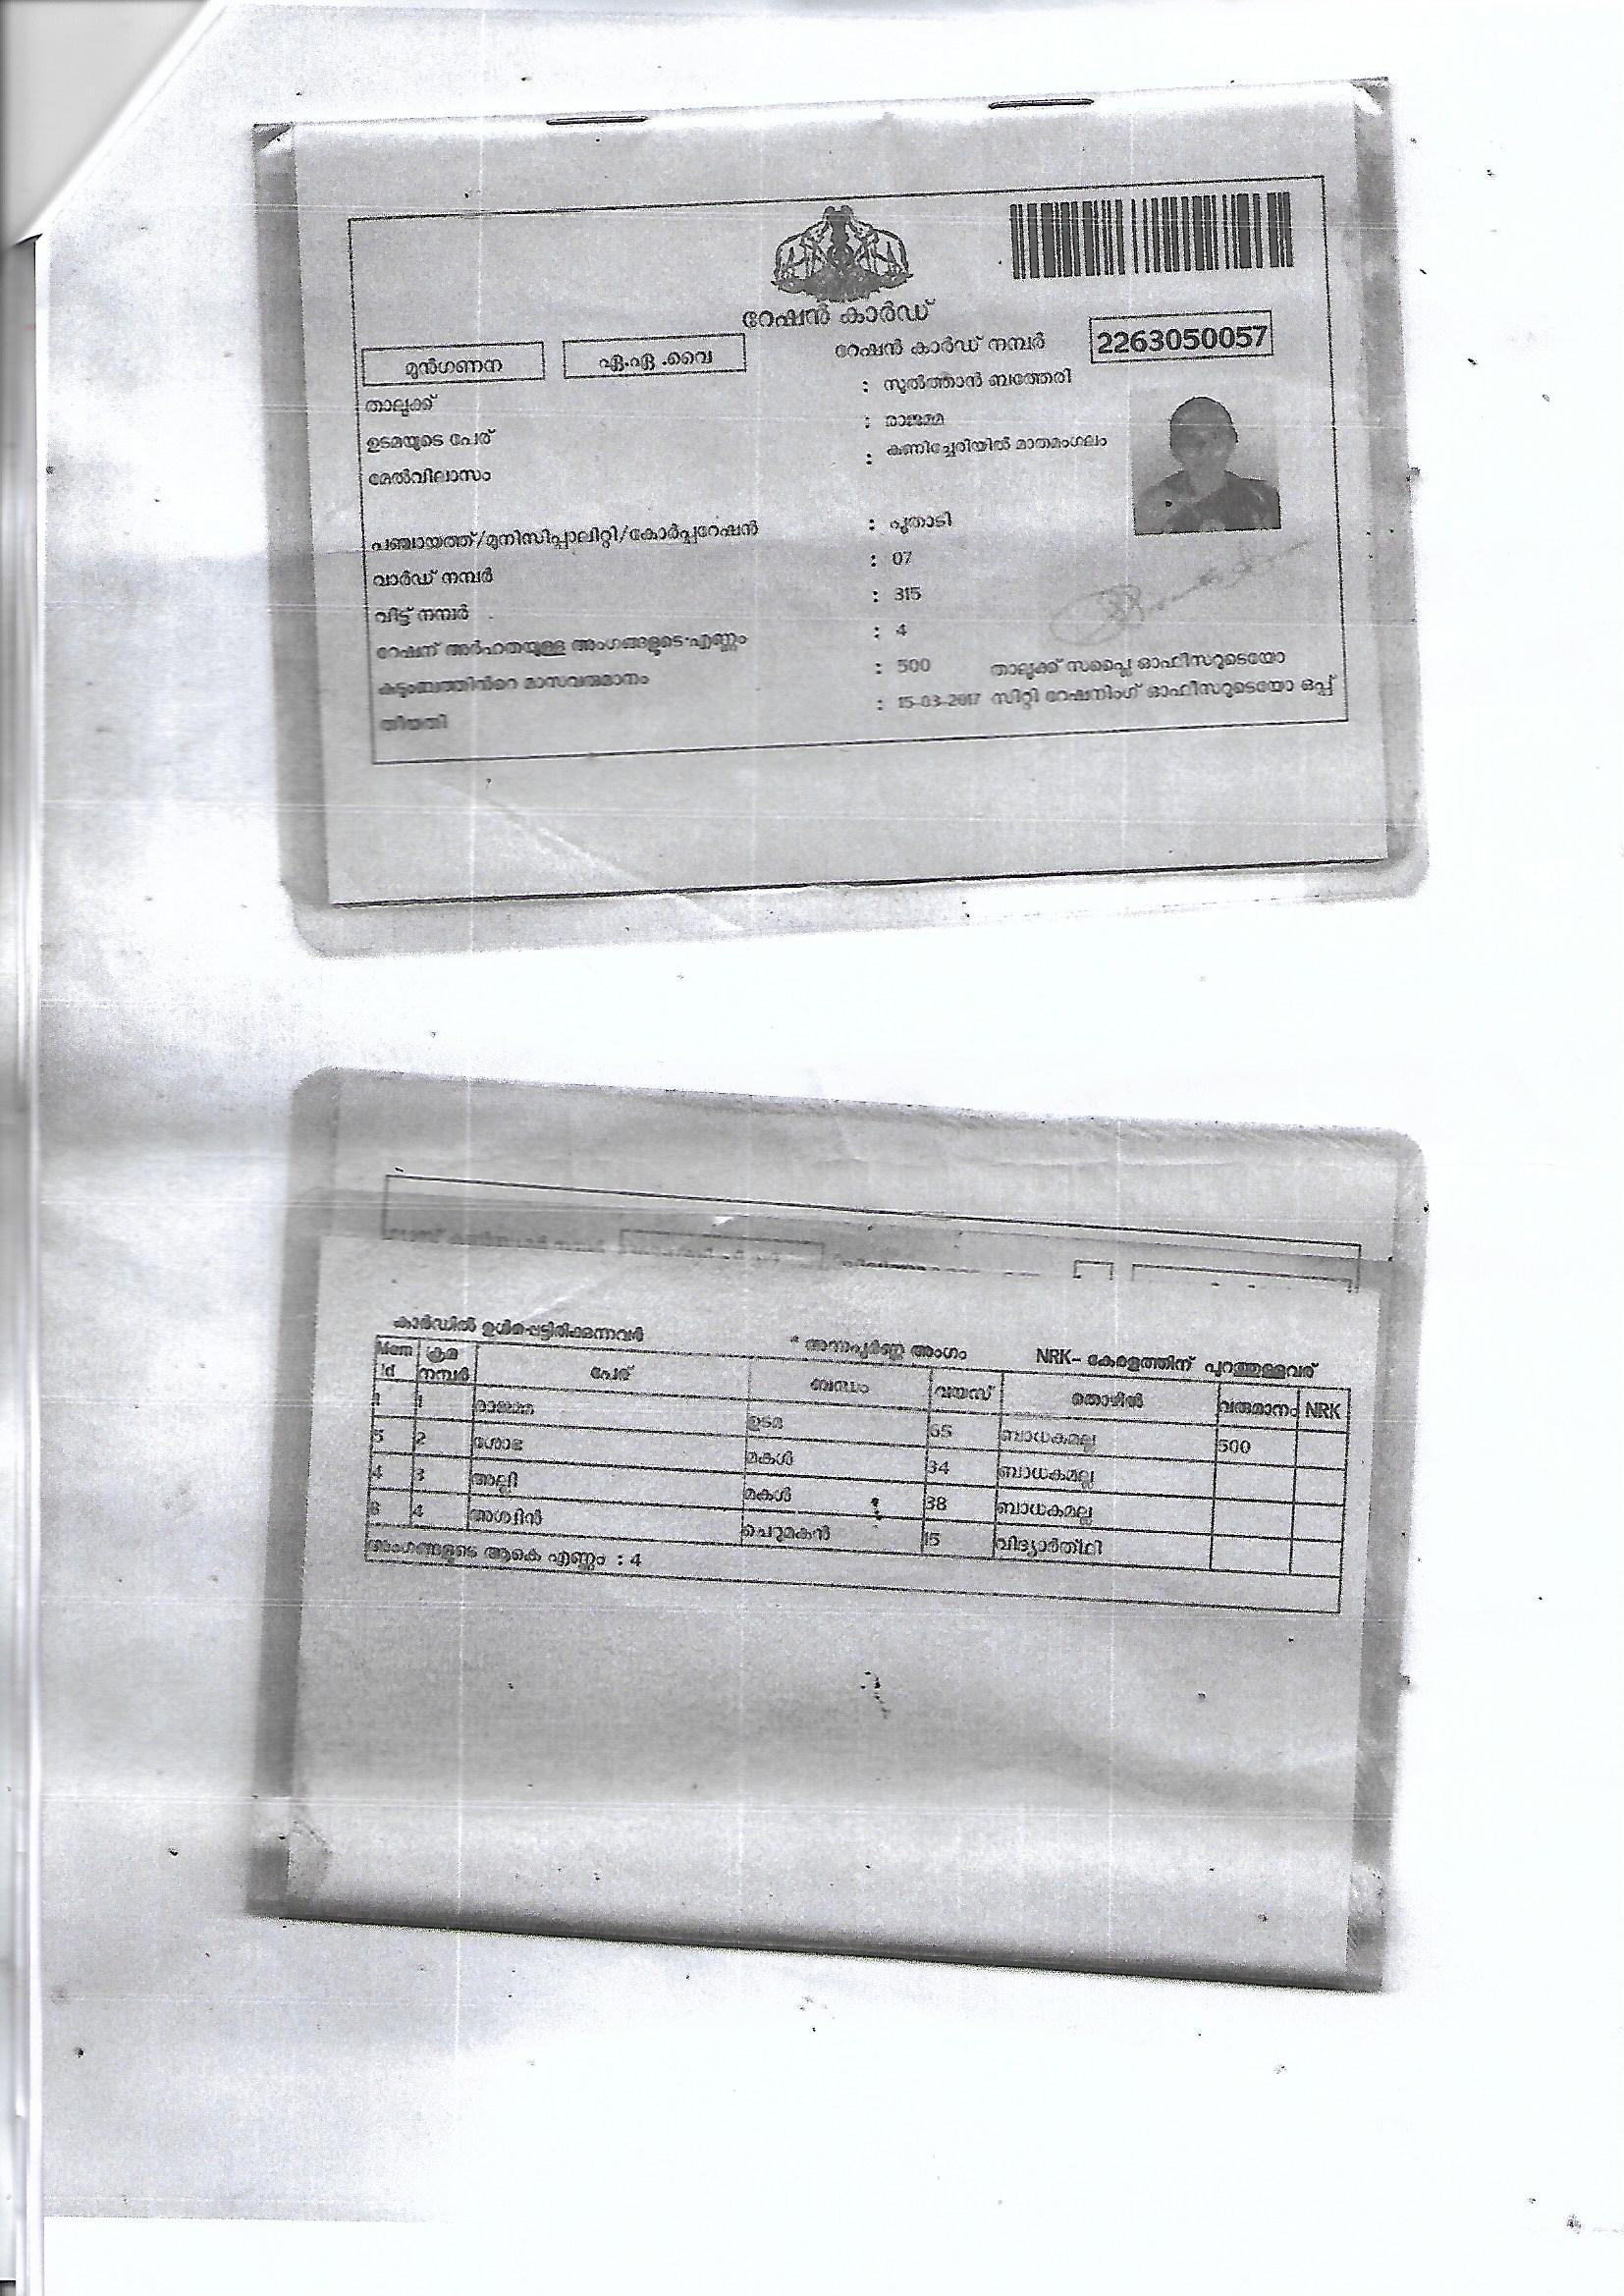 റേഷൻ കാർഡ്
മുൻഗണന ഏ.ഏ .വൈ റേഷൻ കാർഡ് നമ്പർ 2263050057
താലൂക്ക് : സുൽത്താൻ ബത്തേരി
ഉടമയുടെ പേര് : രാജമ്മ
മേൽവിലാസം : കണിച്ചേരിയിൽ മാതമംഗലം
പഞ്ചായത്ത്/മുനിസിപ്പാലിറ്റി/കോർപ്പറേഷൻ : പൂതാടി
വാർഡ് നമ്പർ : 07
വീട്ട് നമ്പർ : 315
റേഷന് അർഹതയുള്ള അംഗങ്ങളുടെ എണ്ണം : 4
കുടുംബത്തിൻറെ മാസവരുമാനം : 500 താലൂക്ക് സപ്ലൈ ഓഫീസറുടെയോ
തീയതി : 15-03-2017 സിറ്റി റേഷനിംഗ് ഓഫീസറുടെയോ ഒപ്പ്
കാർഡിൽ ഉൾപ്പെട്ടിരിക്കുന്നവർ * അന്നപൂർണ്ണ അംഗം NRK- കേരളത്തിന് പുറത്തുള്ളവര്
Mem Id ക്രമ നമ്പർ പേര് ബന്ധം വയസ് തൊഴിൽ വരുമാനം NRK
1 1 രാജമ്മ ഉടമ 65 ബാധകമല്ല 500
5 2 ശോഭ മകൾ 34 ബാധകമല്ല
4 3 അല്ലി മകൾ 38 ബാധകമല്ല
4 ചെറുമകൻ 15 വിദ്യാർത്ഥി
അംഗങ്ങളുടെ ആകെ എണ്ണം : 4